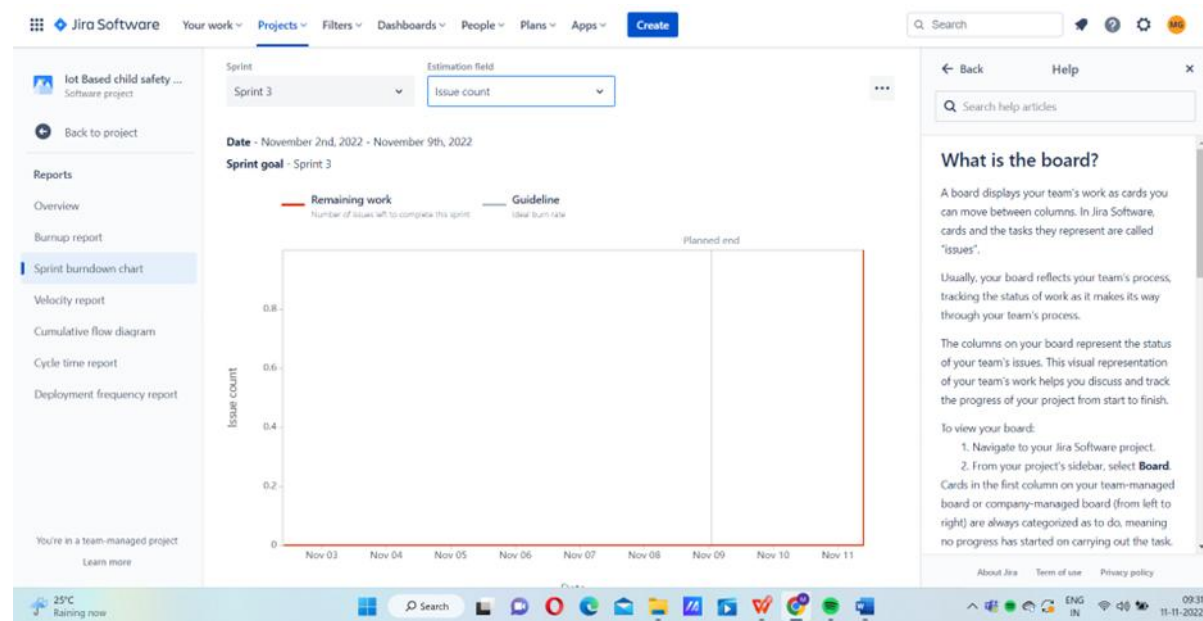 Jira Software
Your work
Projects
Filters
Dashboards
People
Plans
Apps
Create
Search
MG
Iot Based child safety ...
Software project
Back to project
Reports
Overview
Burnup report
Sprint burndown chart
Velocity report
Cumulative flow diagram
Cycle time report
Deployment frequency report
You're in a team-managed project
Learn more
Sprint
Estimation field
Sprint 3
Issue count
Date - November 2nd, 2022 - November 9th, 2022
Sprint goal - Sprint 3
Remaining work
Number of issues left to complete this sprint
Guideline
Ideal burn rate
Planned end
0.8
0.6
0.4
0.2
0
Issue count
Nov 03
Nov 04
Nov 05
Nov 06
Nov 07
Nov 08
Nov 09
Nov 10
Nov 11
Back
Help
Search help articles
What is the board?
A board displays your team's work as cards you
can move between columns. In Jira Software,
cards and the tasks they represent are called
"issues".
Usually, your board reflects your team's process,
tracking the status of work as it makes its way
through your team's process.
The columns on your board represent the status
of your team's issues. This visual representation
of your team's work helps you discuss and track
the progress of your project from start to finish.
To view your board:
1. Navigate to your Jira Software project.
2. From your project's sidebar, select Board.
Cards in the first column on your team-managed
board or company-managed board (from left to
right) are always categorized as to do, meaning
no progress has started on carrying out the task.
About Jira
Term of use
Privacy policy
25°C
Raining now
Search
ENG
IN
09:31
11-11-2022